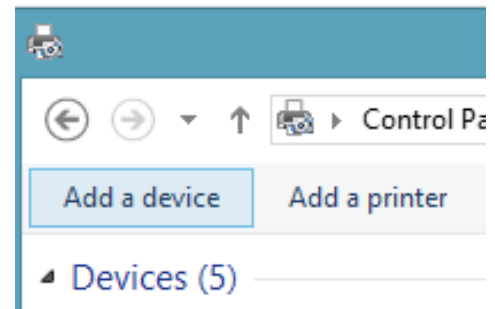 Control Pa
Add a device Add a printer
Devices (5)